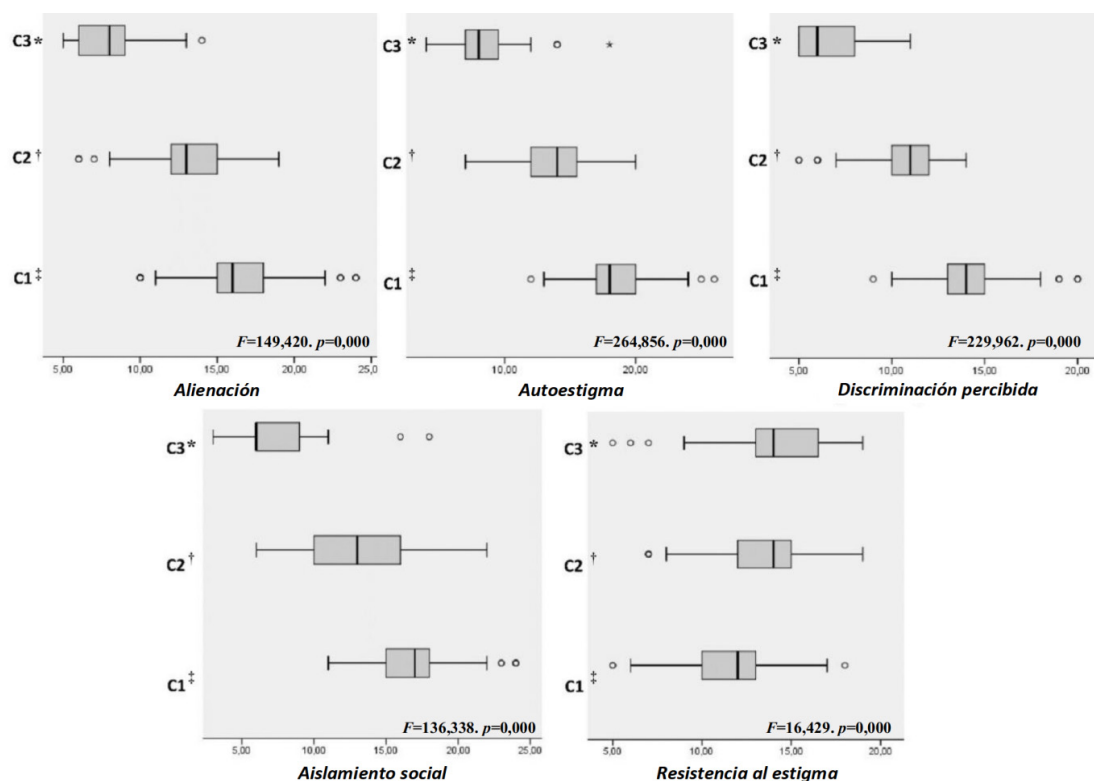 C3*
C2†
C1‡
F=149,420. p=0,000
5,00 10,00 15,00 20,00 25,0
Alienación
C3*
C2†
C1‡
F=264,856. p=0,000
10,00 20,00
Autoestigma
C3*
C2†
C1‡
F=229,962. p=0,000
5,00 10,00 15,00 20,00
Discriminación percibida
C3*
C2†
C1‡
F=136,338. p=0,000
5,00 10,00 15,00 20,00 25,00
Aislamiento social
C3*
C2†
C1‡
F=16,429. p=0,000
5,00 10,00 15,00 20,00
Resistencia al estigma